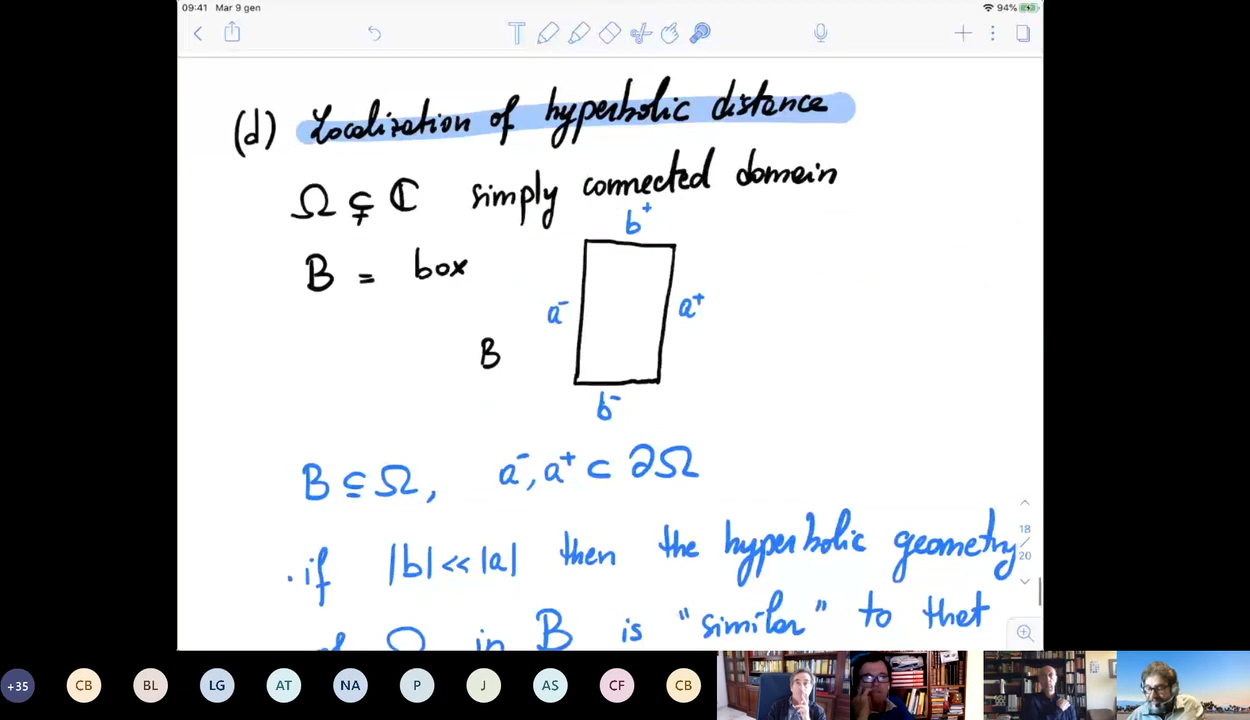 09:41 Mar 9 gen 94%
(d) Localization of hyperbolic distance
Ω ⊊ ℂ simply connected domain
b⁺
B = box
a⁻ a⁺
B
b⁻
B ⊆ Ω, a⁻, a⁺ ⊂ ∂Ω
. if |b| << |a| then the hyperbolic geometry
18
20
of Ω in B is "similar" to that
+35 CB BL LG AT NA P J AS CF CB